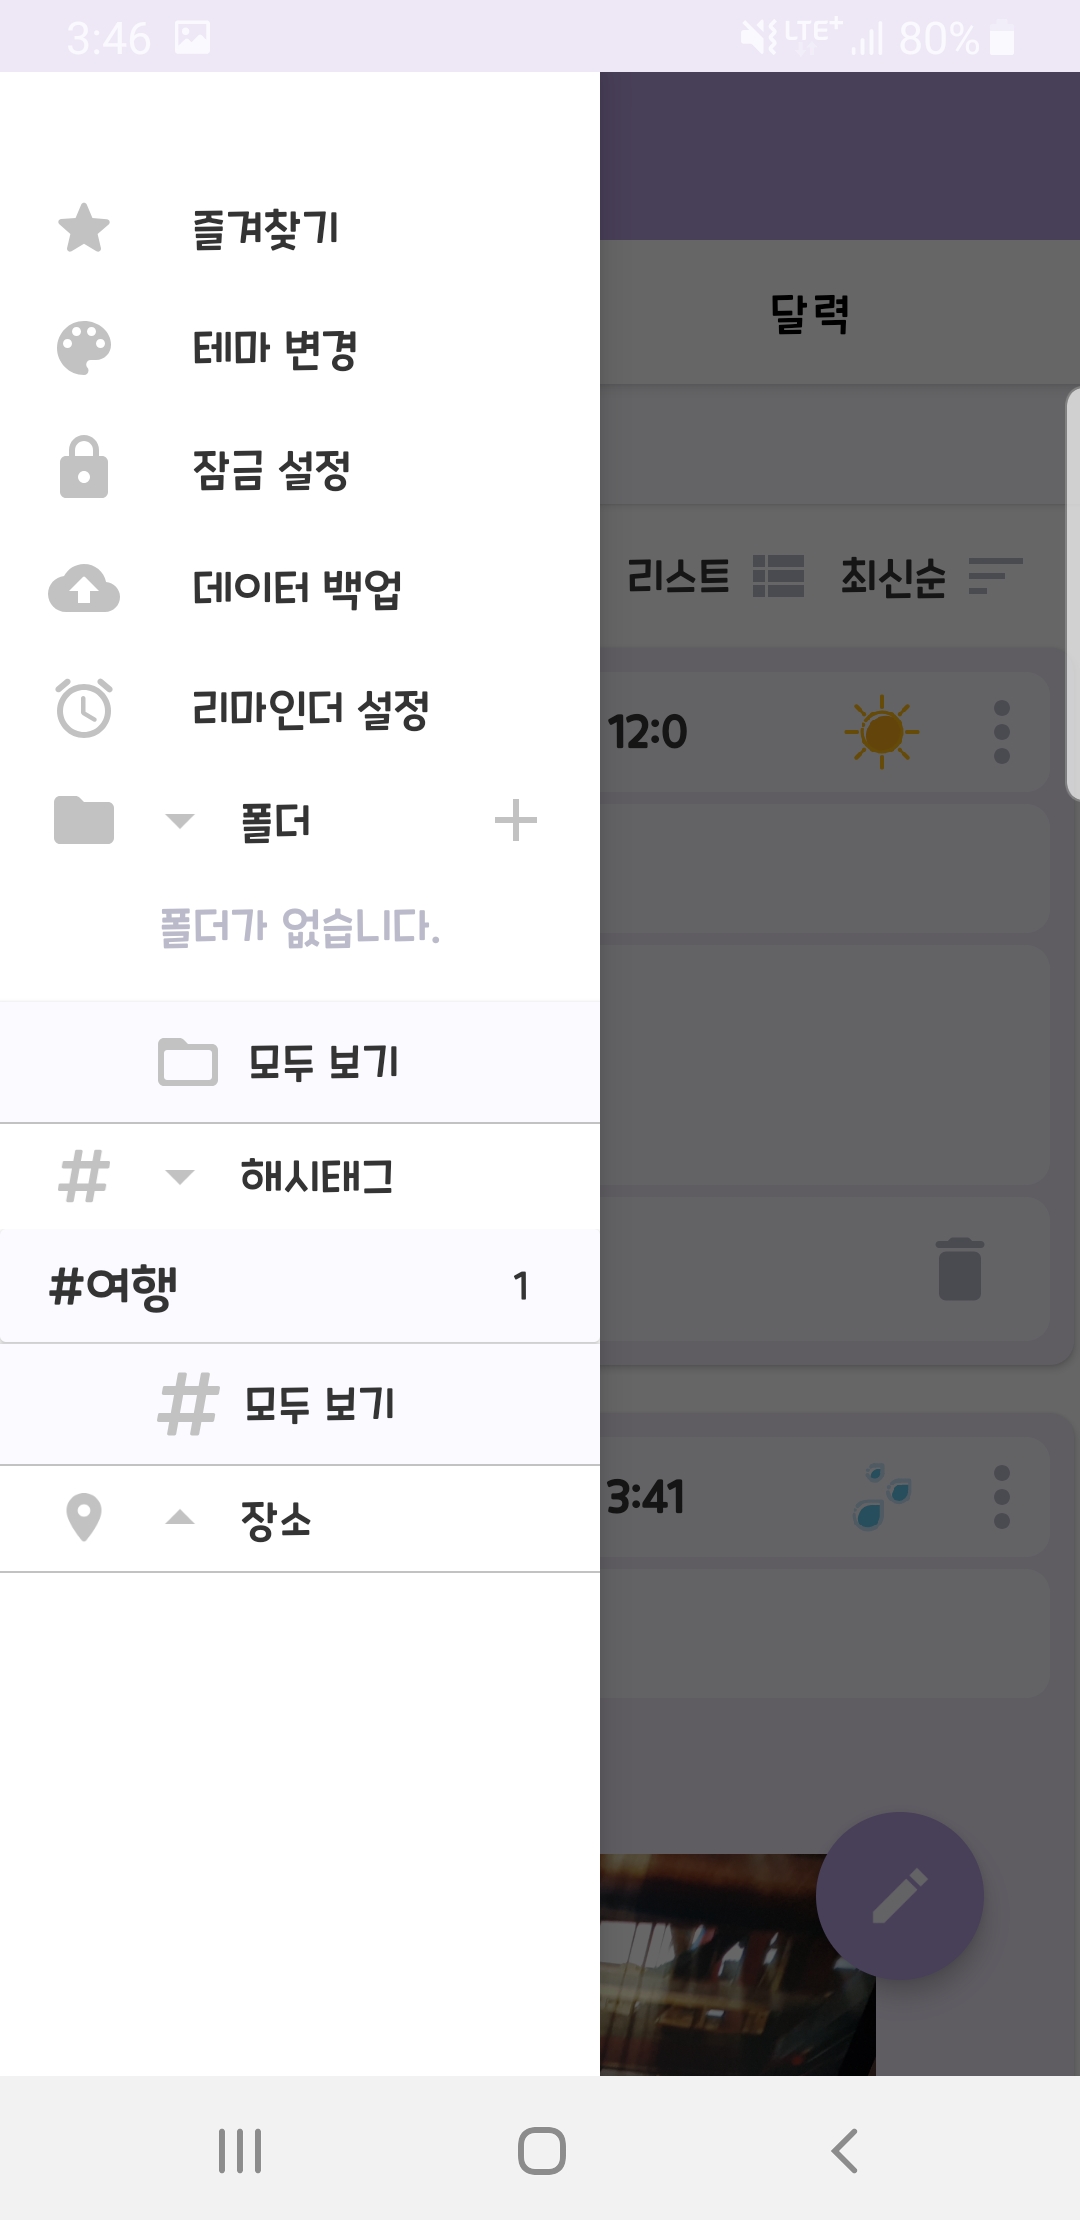 3:46 LTE+ 80%
즐겨찾기
테마 변경
달력
잠금 설정
데이터 백업
리스트 최신순
리마인더 설정
12:0
폴더
폴더가 없습니다.
모두 보기
해시태그
#여행 1
모두 보기
3:41
장소